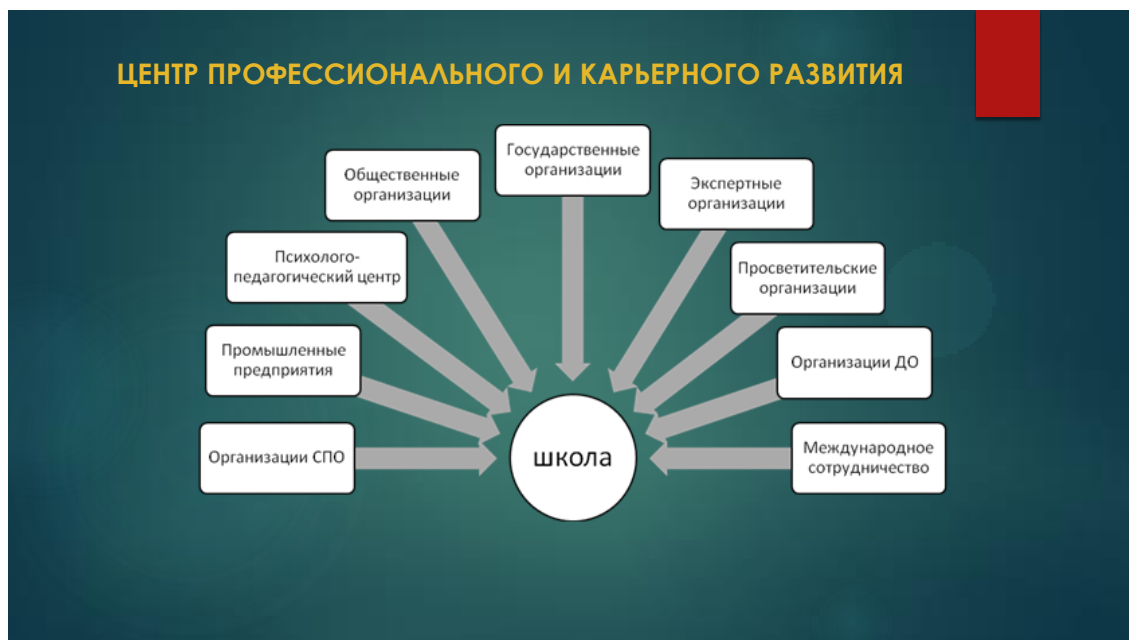 ЦЕНТР ПРОФЕССИОНАЛЬНОГО И КАРЬЕРНОГО РАЗВИТИЯ
Государственные
организации
Общественные
организации
Экспертные
организации
Психолого-
педагогический центр
Просветительские
организации
Промышленные
предприятия
Организации ДО
Организации СПО
школа
Международное
сотрудничество